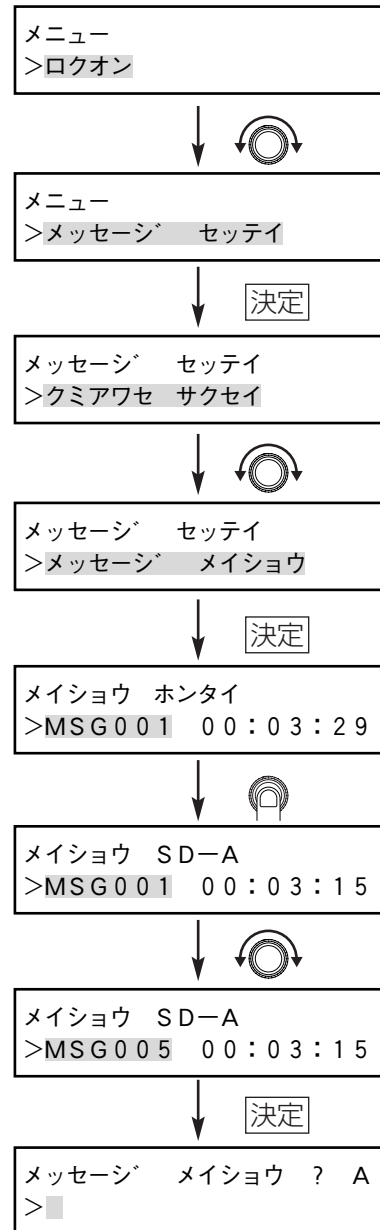 メニュー
＞ロクオン
メニュー
＞メッセージ　セッテイ
決定
メッセージ　セッテイ
＞クミアワセ　サクセイ
メッセージ　セッテイ
＞メッセージ　メイショウ
決定
メイショウ　ホンタイ
＞MSG001　00：03：29
メイショウ　SD－A
＞MSG001　00：03：15
メイショウ　SD－A
＞MSG005　00：03：15
決定
メッセージ　メイショウ　？　A
＞